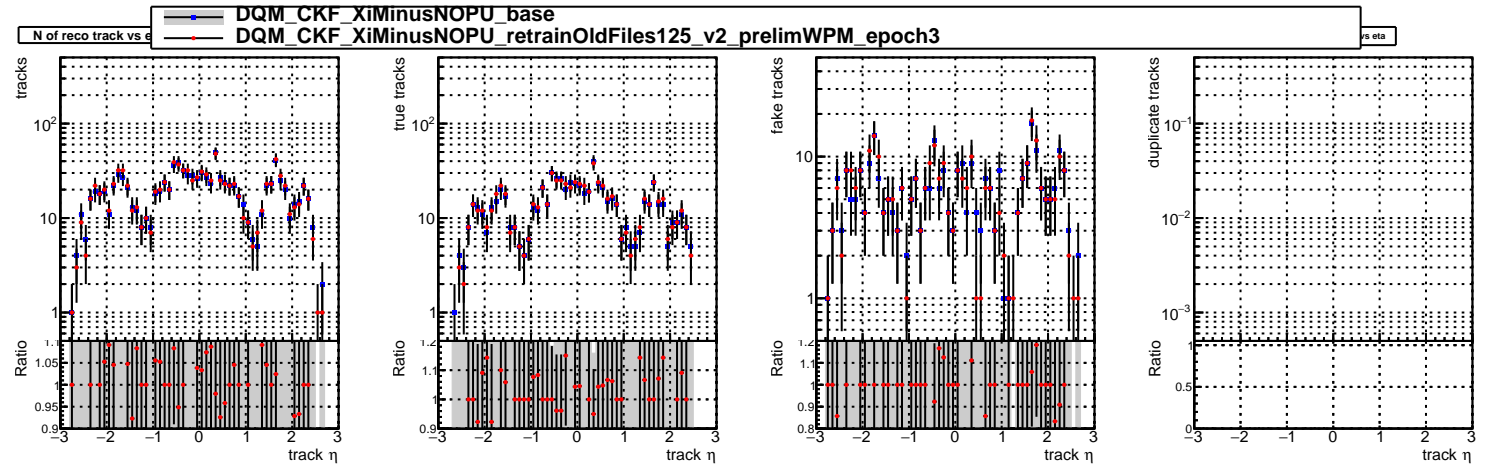 DQM_CKF_XiMinusNOPU_base
DQM_CKF_XiMinusNOPU_retrainOldFiles125_v2_prelimWPM_epoch3
N of reco track vs e
vs eta
tracks
10²
10
1
Ratio
1.1
1.05
1
0.95
0.9
−3 −2 −1 0 1 2 3
track η
true tracks
10²
10
1
Ratio
1.2
1.1
1
0.9
−3 −2 −1 0 1 2 3
track η
fake tracks
10
1
Ratio
1.2
1.1
1
0.9
0.8
−3 −2 −1 0 1 2 3
track η
duplicate tracks
10⁻¹
10⁻²
10⁻³
Ratio
1
0.5
0
−3 −2 −1 0 1 2 3
track η